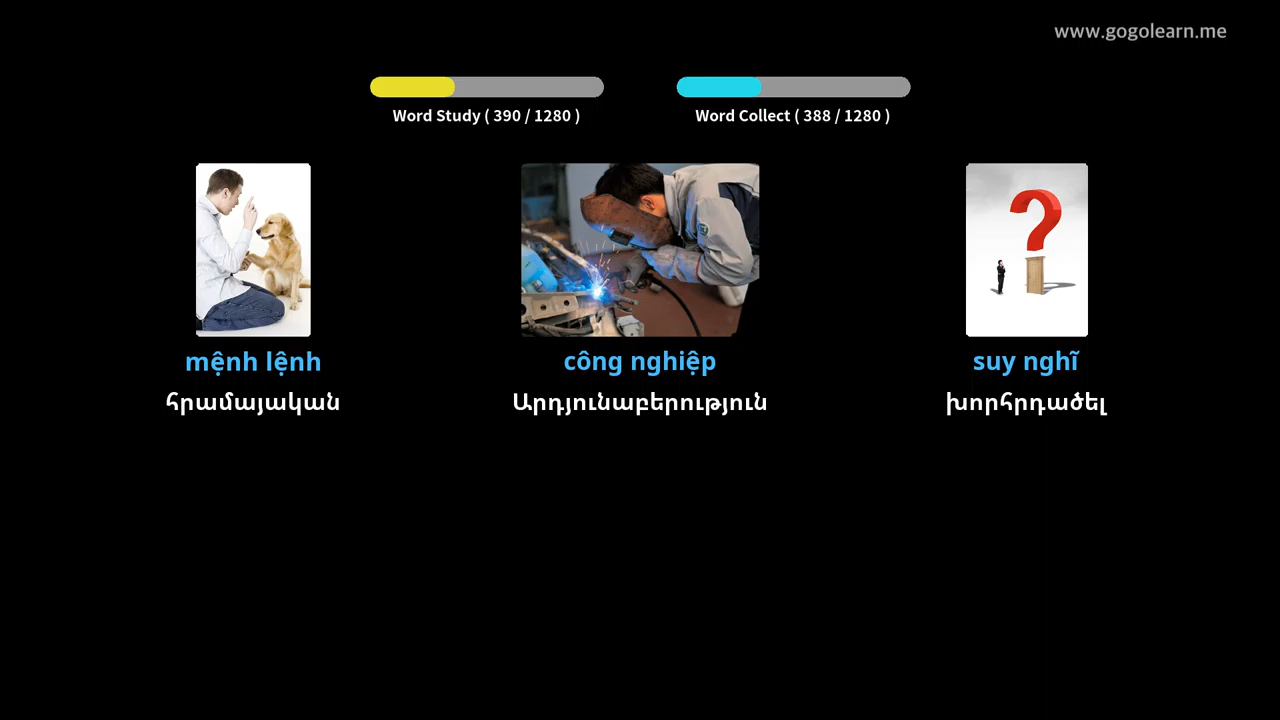 www.gogolearn.me
Word Study ( 390 / 1280 )
Word Collect ( 388 / 1280 )
mệnh lệnh
công nghiệp
suy nghĩ
հրամայական
Արդյունաբերություն
խորհրդածել